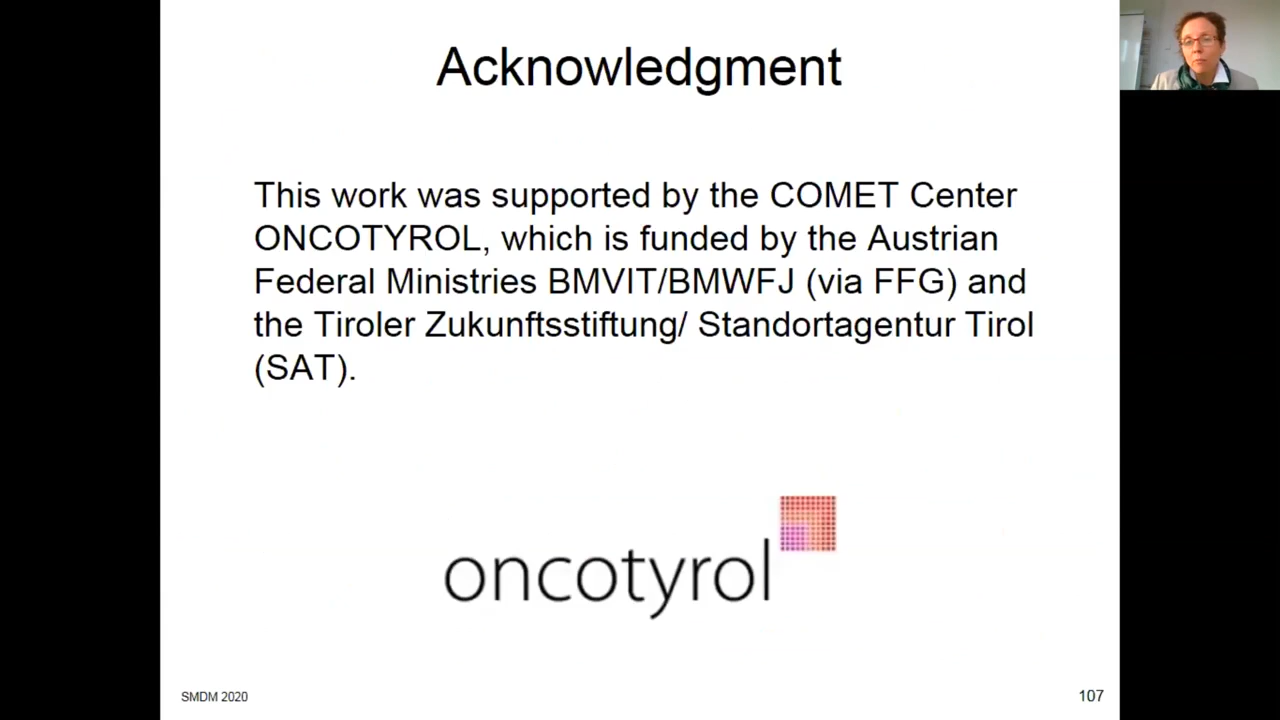 Acknowledgment
This work was supported by the COMET Center
ONCOTYROL, which is funded by the Austrian
Federal Ministries BMVIT/BMWFJ (via FFG) and
the Tiroler Zukunftsstiftung/ Standortagentur Tirol
(SAT).
oncotyrol
SMDM 2020
107